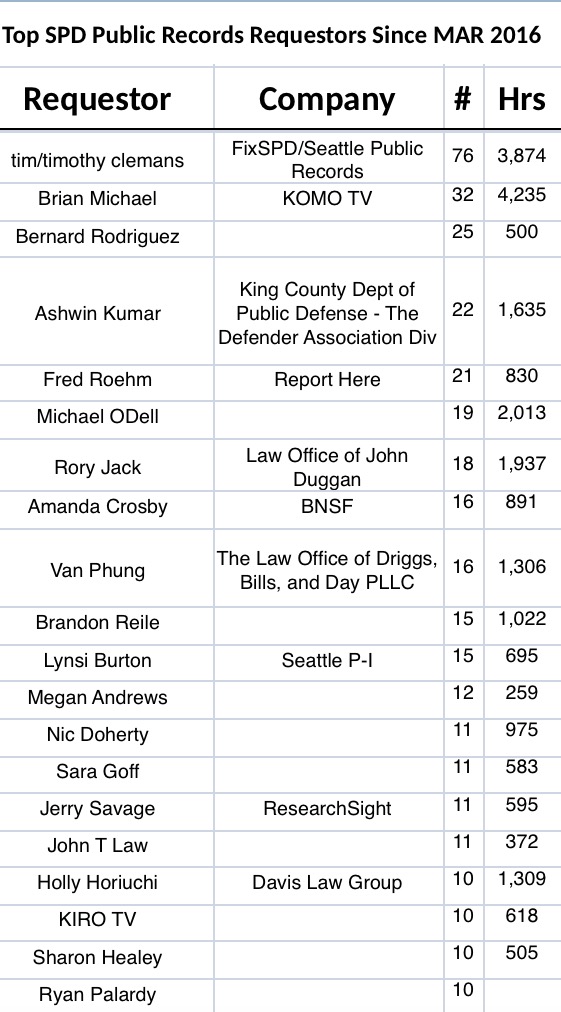 Top SPD Public Records Requestors Since MAR 2016
Requestor Company # Hrs
tim/timothy clemans FixSPD/Seattle Public Records 76 3,874
Brian Michael KOMO TV 32 4,235
Bernard Rodriguez 25 500
Ashwin Kumar King County Dept of Public Defense - The Defender Association Div 22 1,635
Fred Roehm Report Here 21 830
Michael ODell 19 2,013
Rory Jack Law Office of John Duggan 18 1,937
Amanda Crosby BNSF 16 891
Van Phung The Law Office of Driggs, Bills, and Day PLLC 16 1,306
Brandon Reile 15 1,022
Lynsi Burton Seattle P-I 15 695
Megan Andrews 12 259
Nic Doherty 11 975
Sara Goff 11 583
Jerry Savage ResearchSight 11 595
John T Law 11 372
Holly Horiuchi Davis Law Group 10 1,309
KIRO TV 10 618
Sharon Healey 10 505
Ryan Palardy 10